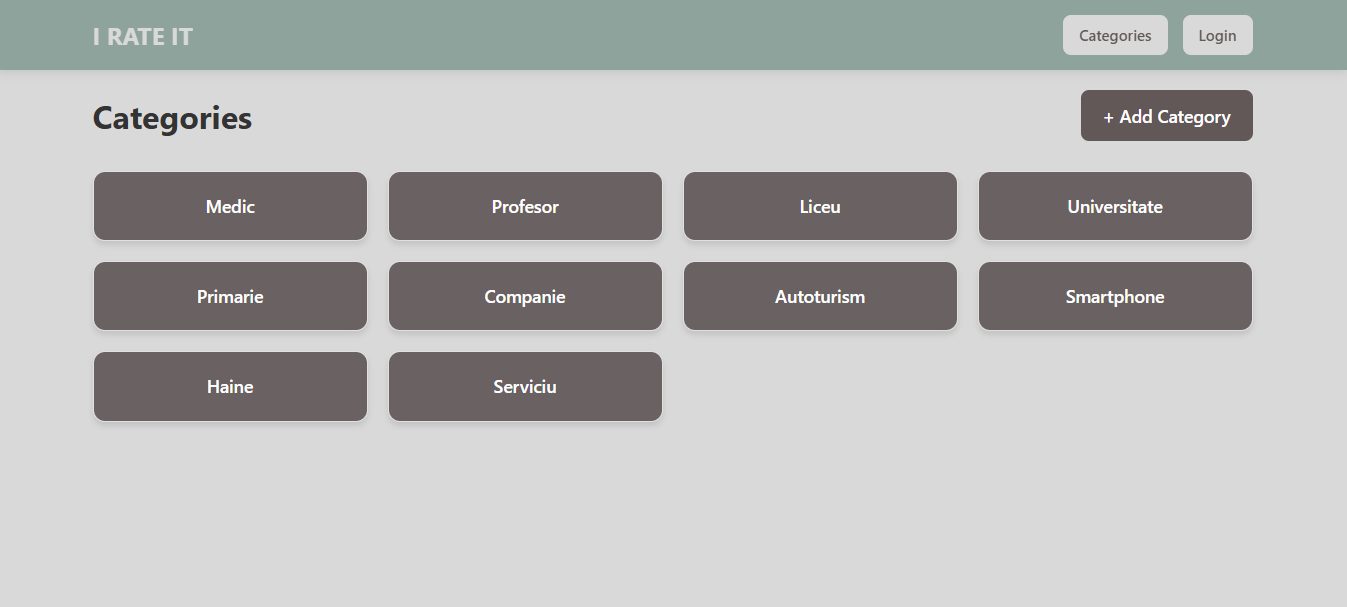 I RATE IT
Categories
Login
Categories
+ Add Category
Medic
Profesor
Liceu
Universitate
Primarie
Companie
Autoturism
Smartphone
Haine
Serviciu